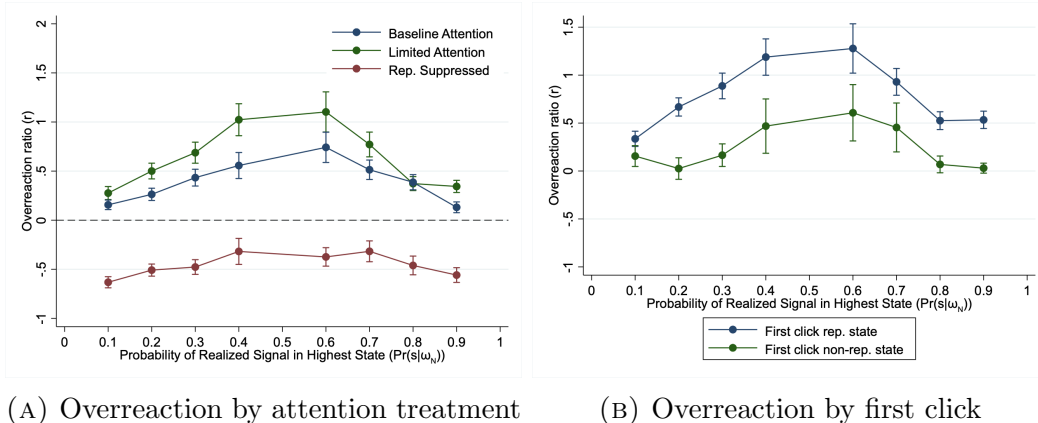 2
1.5
1
.5
0
-.5
-1
Overreaction ratio (r)
Baseline Attention
Limited Attention
Rep. Suppressed
0 0.1 0.2 0.3 0.4 0.5 0.6 0.7 0.8 0.9 1
Probability of Realized Signal in Highest State (Pr(s|ωN))
(A) Overreaction by attention treatment
1.5
1
.5
0
-.5
-1
Overreaction ratio (r)
0 0.1 0.2 0.3 0.4 0.5 0.6 0.7 0.8 0.9 1
Probability of Realized Signal in Highest State (Pr(s|ωN))
First click rep. state
First click non-rep. state
(B) Overreaction by first click